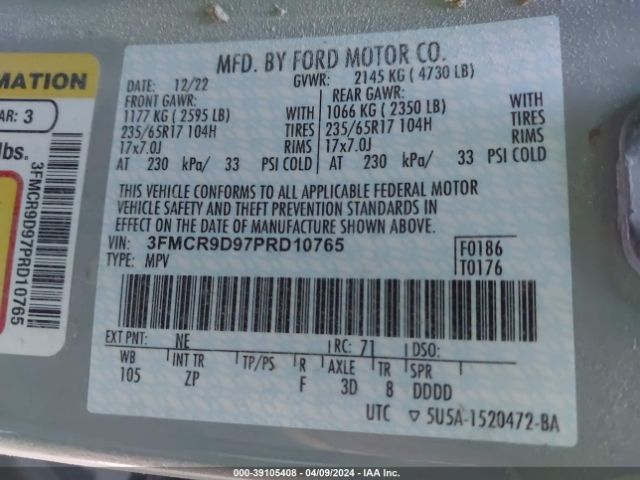 MFD. BY FORD MOTOR CO.
DATE: 12/22 GVWR: 2145 KG ( 4730 LB)
FRONT GAWR: REAR GAWR:
1177 KG ( 2595 LB) WITH 1066 KG ( 2350 LB) WITH
235/65R17 104H TIRES 235/65R17 104H TIRES
17x7.0J RIMS 17x7.0J RIMS
AT 230 kPa/ 33 PSI COLD AT 230 kPa/ 33 PSI COLD
THIS VEHICLE CONFORMS TO ALL APPLICABLE FEDERAL MOTOR
VEHICLE SAFETY AND THEFT PREVENTION STANDARDS IN
EFFECT ON THE DATE OF MANUFACTURE SHOWN ABOVE.
VIN: 3FMCR9D97PRD10765 F0186
TYPE: MPV T0176
EXT PNT: NE RC: 71 DSO:
WB INT TR TP/PS R AXLE TR SPR
105 ZP F 3D 8 DDDD
UTC ▽ 5U5A-1520472-BA
AR: 3
lbs.
3FMCR9D97PRD10765
000-39105408 - 04/09/2024 - IAA Inc.